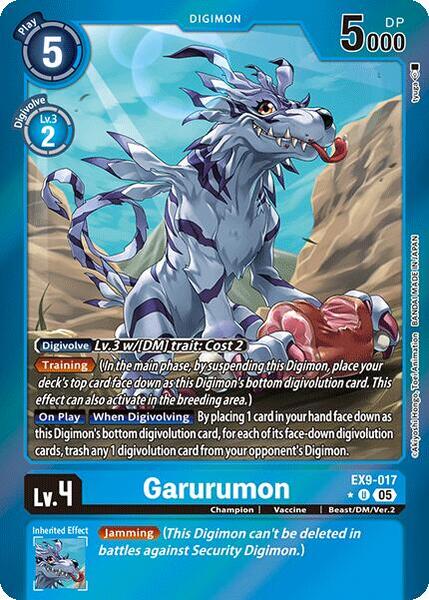 DIGIMON
Play
5
DP
5000
Digivolve
Lv.3
2
tyuga
©Akiyoshi Hongo, Toei Animation BANDAI MADE IN JAPAN
Digivolve Lv.3 w/[DM] trait: Cost 2
Training (In the main phase, by suspending this Digimon, place your
deck's top card face down as this Digimon's bottom digivolution card. This
effect can also activate in the breeding area.)
On Play When Digivolving By placing 1 card in your hand face down as
this Digimon's bottom digivolution card, for each of its face-down digivolution
cards, trash any 1 digivolution card from your opponent's Digimon.
Lv.4
Garurumon
EX9-017
U 05
Champion | Vaccine | Beast/DM/Ver.2
Inherited Effect
Jamming (This Digimon can't be deleted in
battles against Security Digimon.)